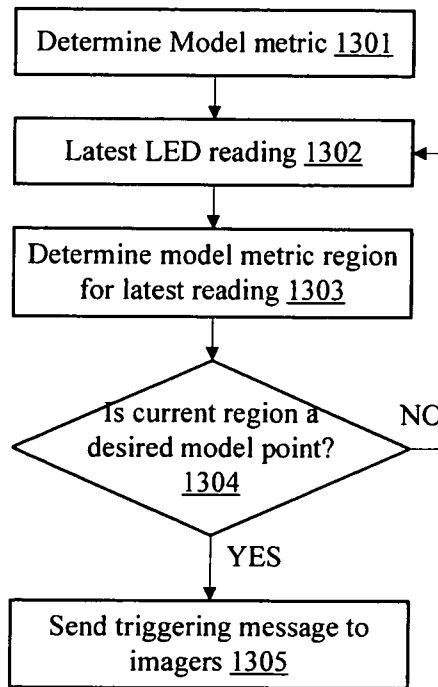 Determine Model metric 1301
Latest LED reading 1302
Determine model metric region
for latest reading 1303
Is current region a
desired model point?
1304
NO
YES
Send triggering message to
imagers 1305